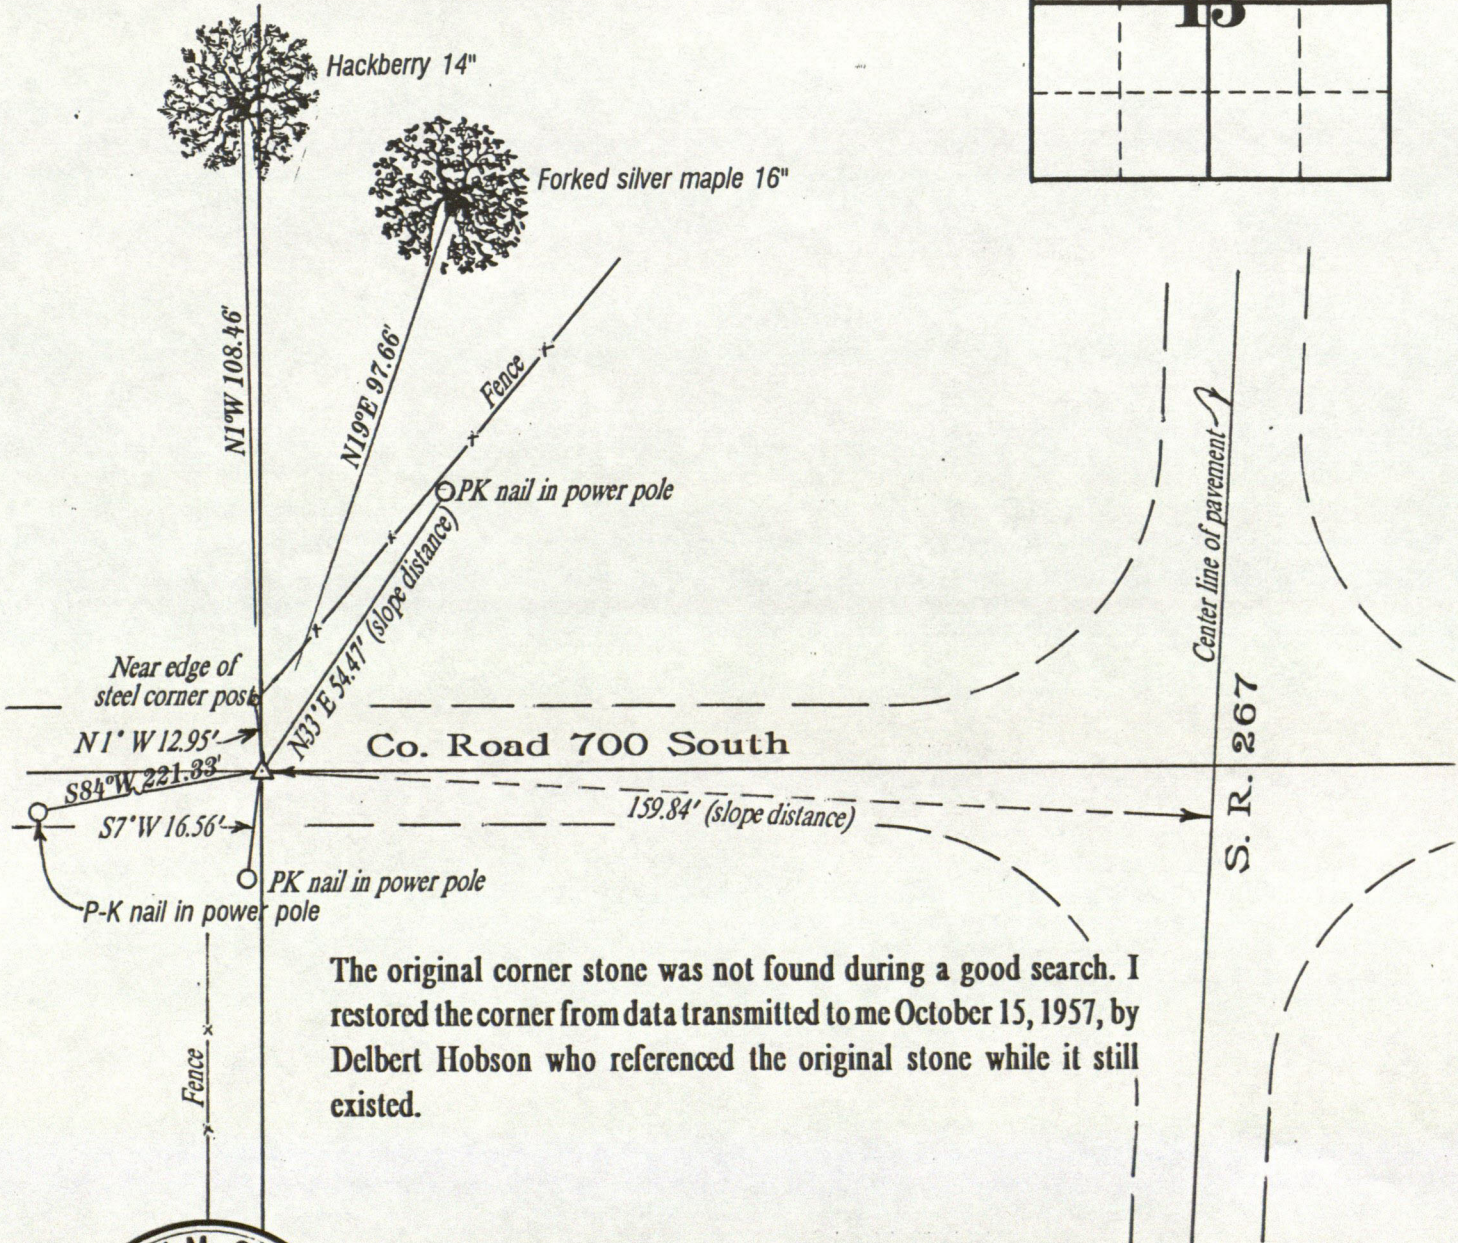 15
Hackberry 14"
Forked silver maple 16"
N1°W 108.46'
N19°E 97.66'
Fence
PK nail in power pole
Center line of pavement
N33°E 54.47' (slope distance)
Near edge of
steel corner post
N1° W 12.95'
Co. Road 700 South
S. R. 267
S84°W 221.33'
159.84' (slope distance)
S7°W 16.56'
PK nail in power pole
P-K nail in power pole
The original corner stone was not found during a good search. I
restored the corner from data transmitted to me October 15, 1957, by
Delbert Hobson who referenced the original stone while it still
existed.
Fence